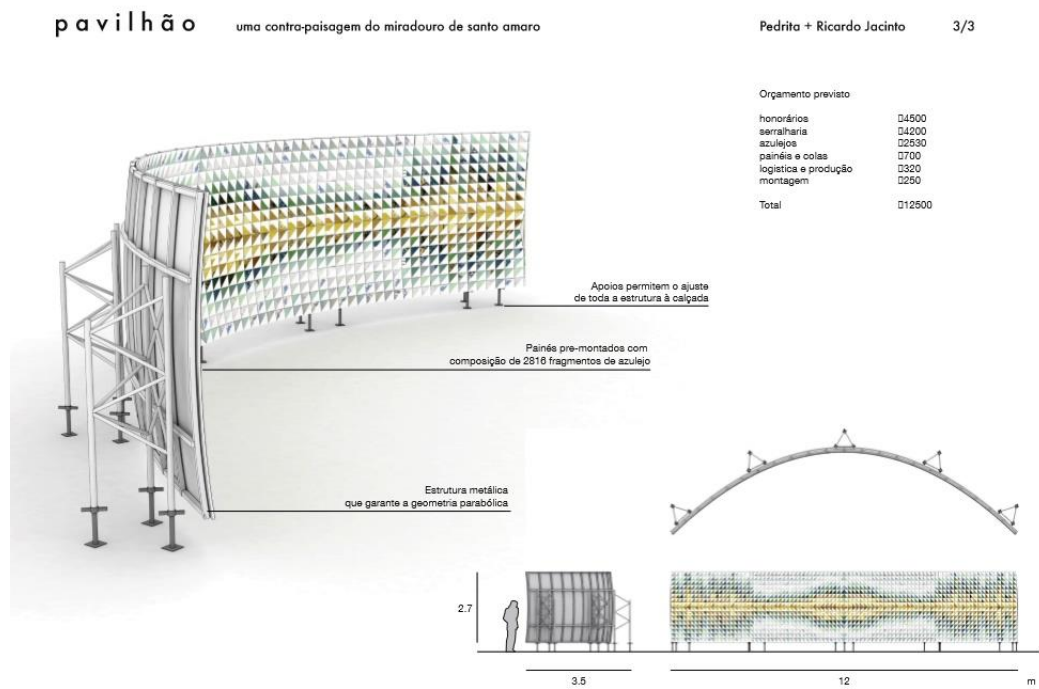 pavilhão uma contra-paisagem do miradouro de santo amaro Pedrita + Ricardo Jacinto 3/3
Orçamento previsto
honorários 4500
serralharia 4200
azulejos 2530
painéis e colas 700
logistica e produção 320
montagem 250
Total 12500
Apoios permitem o ajuste
de toda a estrutura à calçada
Painés pre-montados com
composição de 2816 fragmentos de azulejo
Estrutura metálica
que garante a geometria parabólica
2.7
3.5 12 m